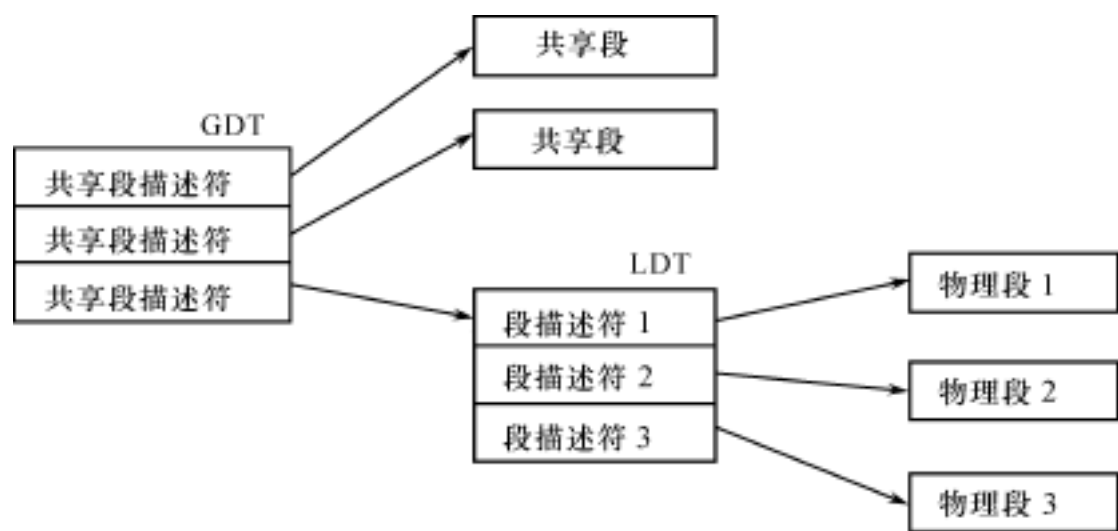 共享段
GDT
共享段
共享段描述符
共享段描述符
共享段描述符
LDT
物理段 1
段描述符 1
段描述符 2
物理段 2
段描述符 3
物理段 3